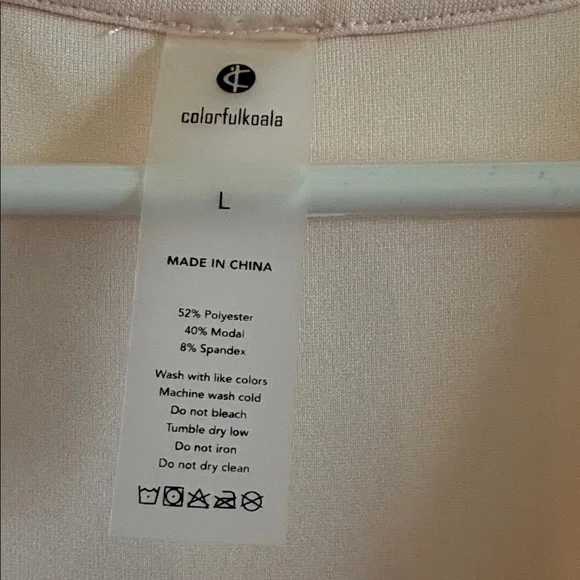 colorfulkoala
L
MADE IN CHINA
52% Polyester
40% Modal
8% Spandex
Wash with like colors
Machine wash cold
Do not bleach
Tumble dry low
Do not iron
Do not dry clean